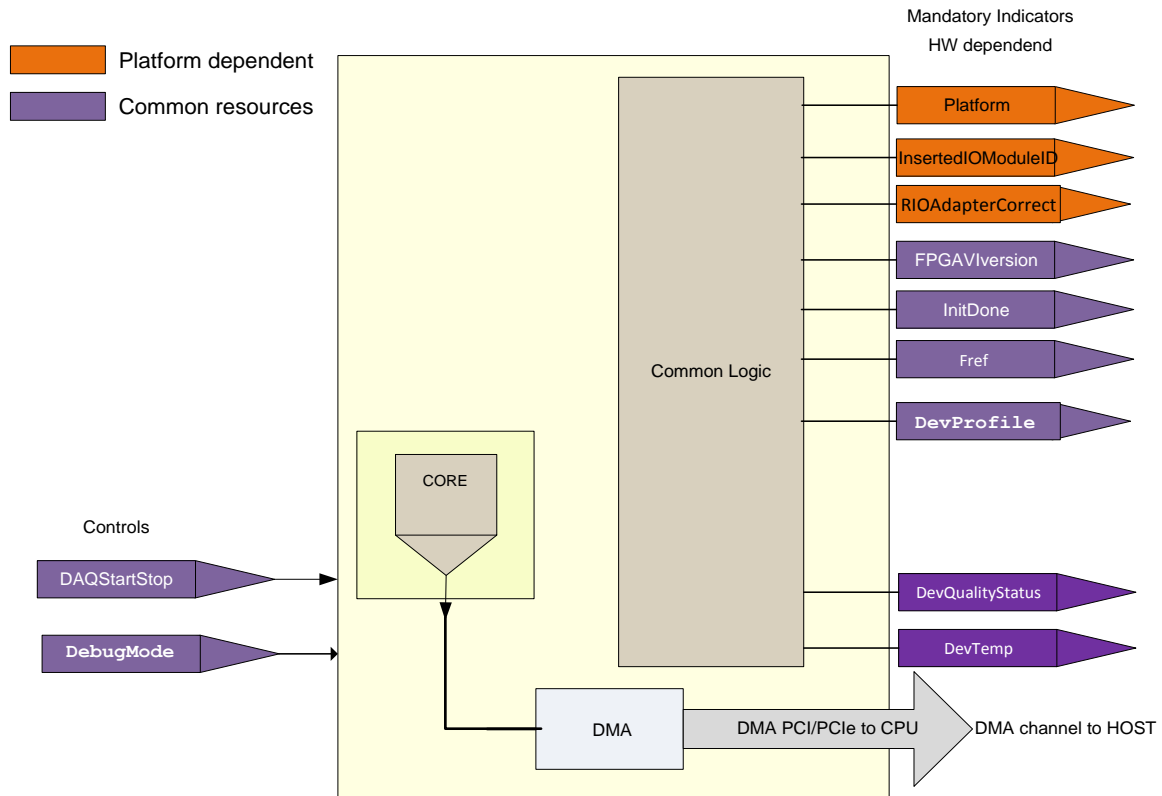 Mandatory Indicators
HW dependend
Platform dependent
Common resources
Platform
InsertedIOModuleID
RIOAdapterCorrect
FPGAVIversion
InitDone
Fref
Common Logic
DevProfile
CORE
Controls
DAQStartStop
DevQualityStatus
DebugMode
DevTemp
DMA
DMA PCI/PCIe to CPU
DMA channel to HOST